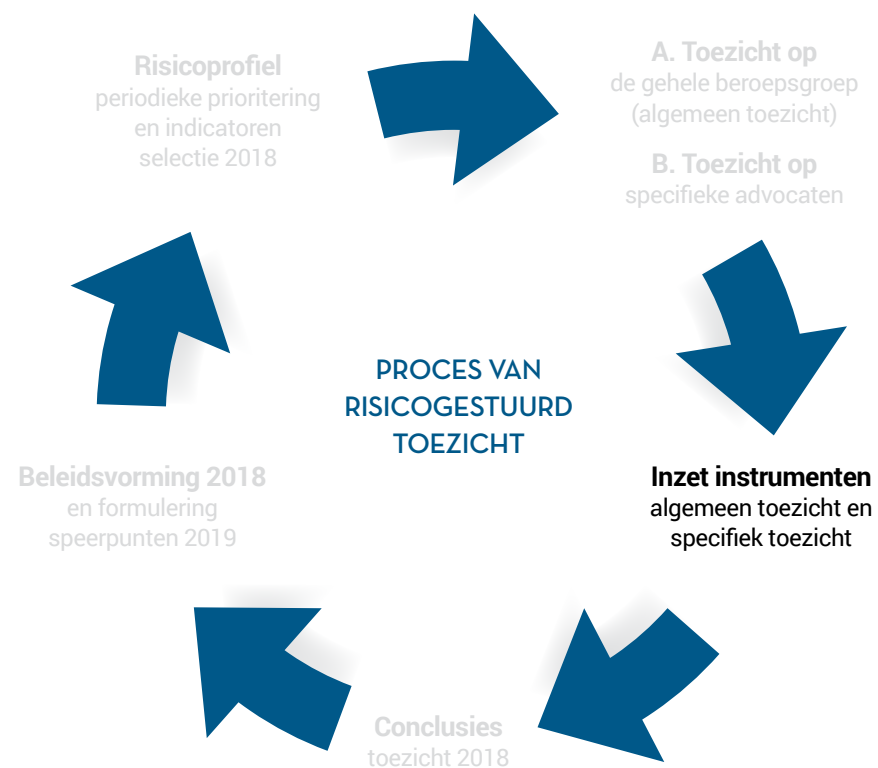 Risicoprofiel
periodieke prioritering
en indicatoren
selectie 2018
A. Toezicht op
de gehele beroepsgroep
(algemeen toezicht)
B. Toezicht op
specifieke advocaten
PROCES VAN
RISICOGESTUURD
TOEZICHT
Inzet instrumenten
algemeen toezicht en
specifiek toezicht
Conclusies
toezicht 2018
Beleidsvorming 2018
en formulering
speerpunten 2019